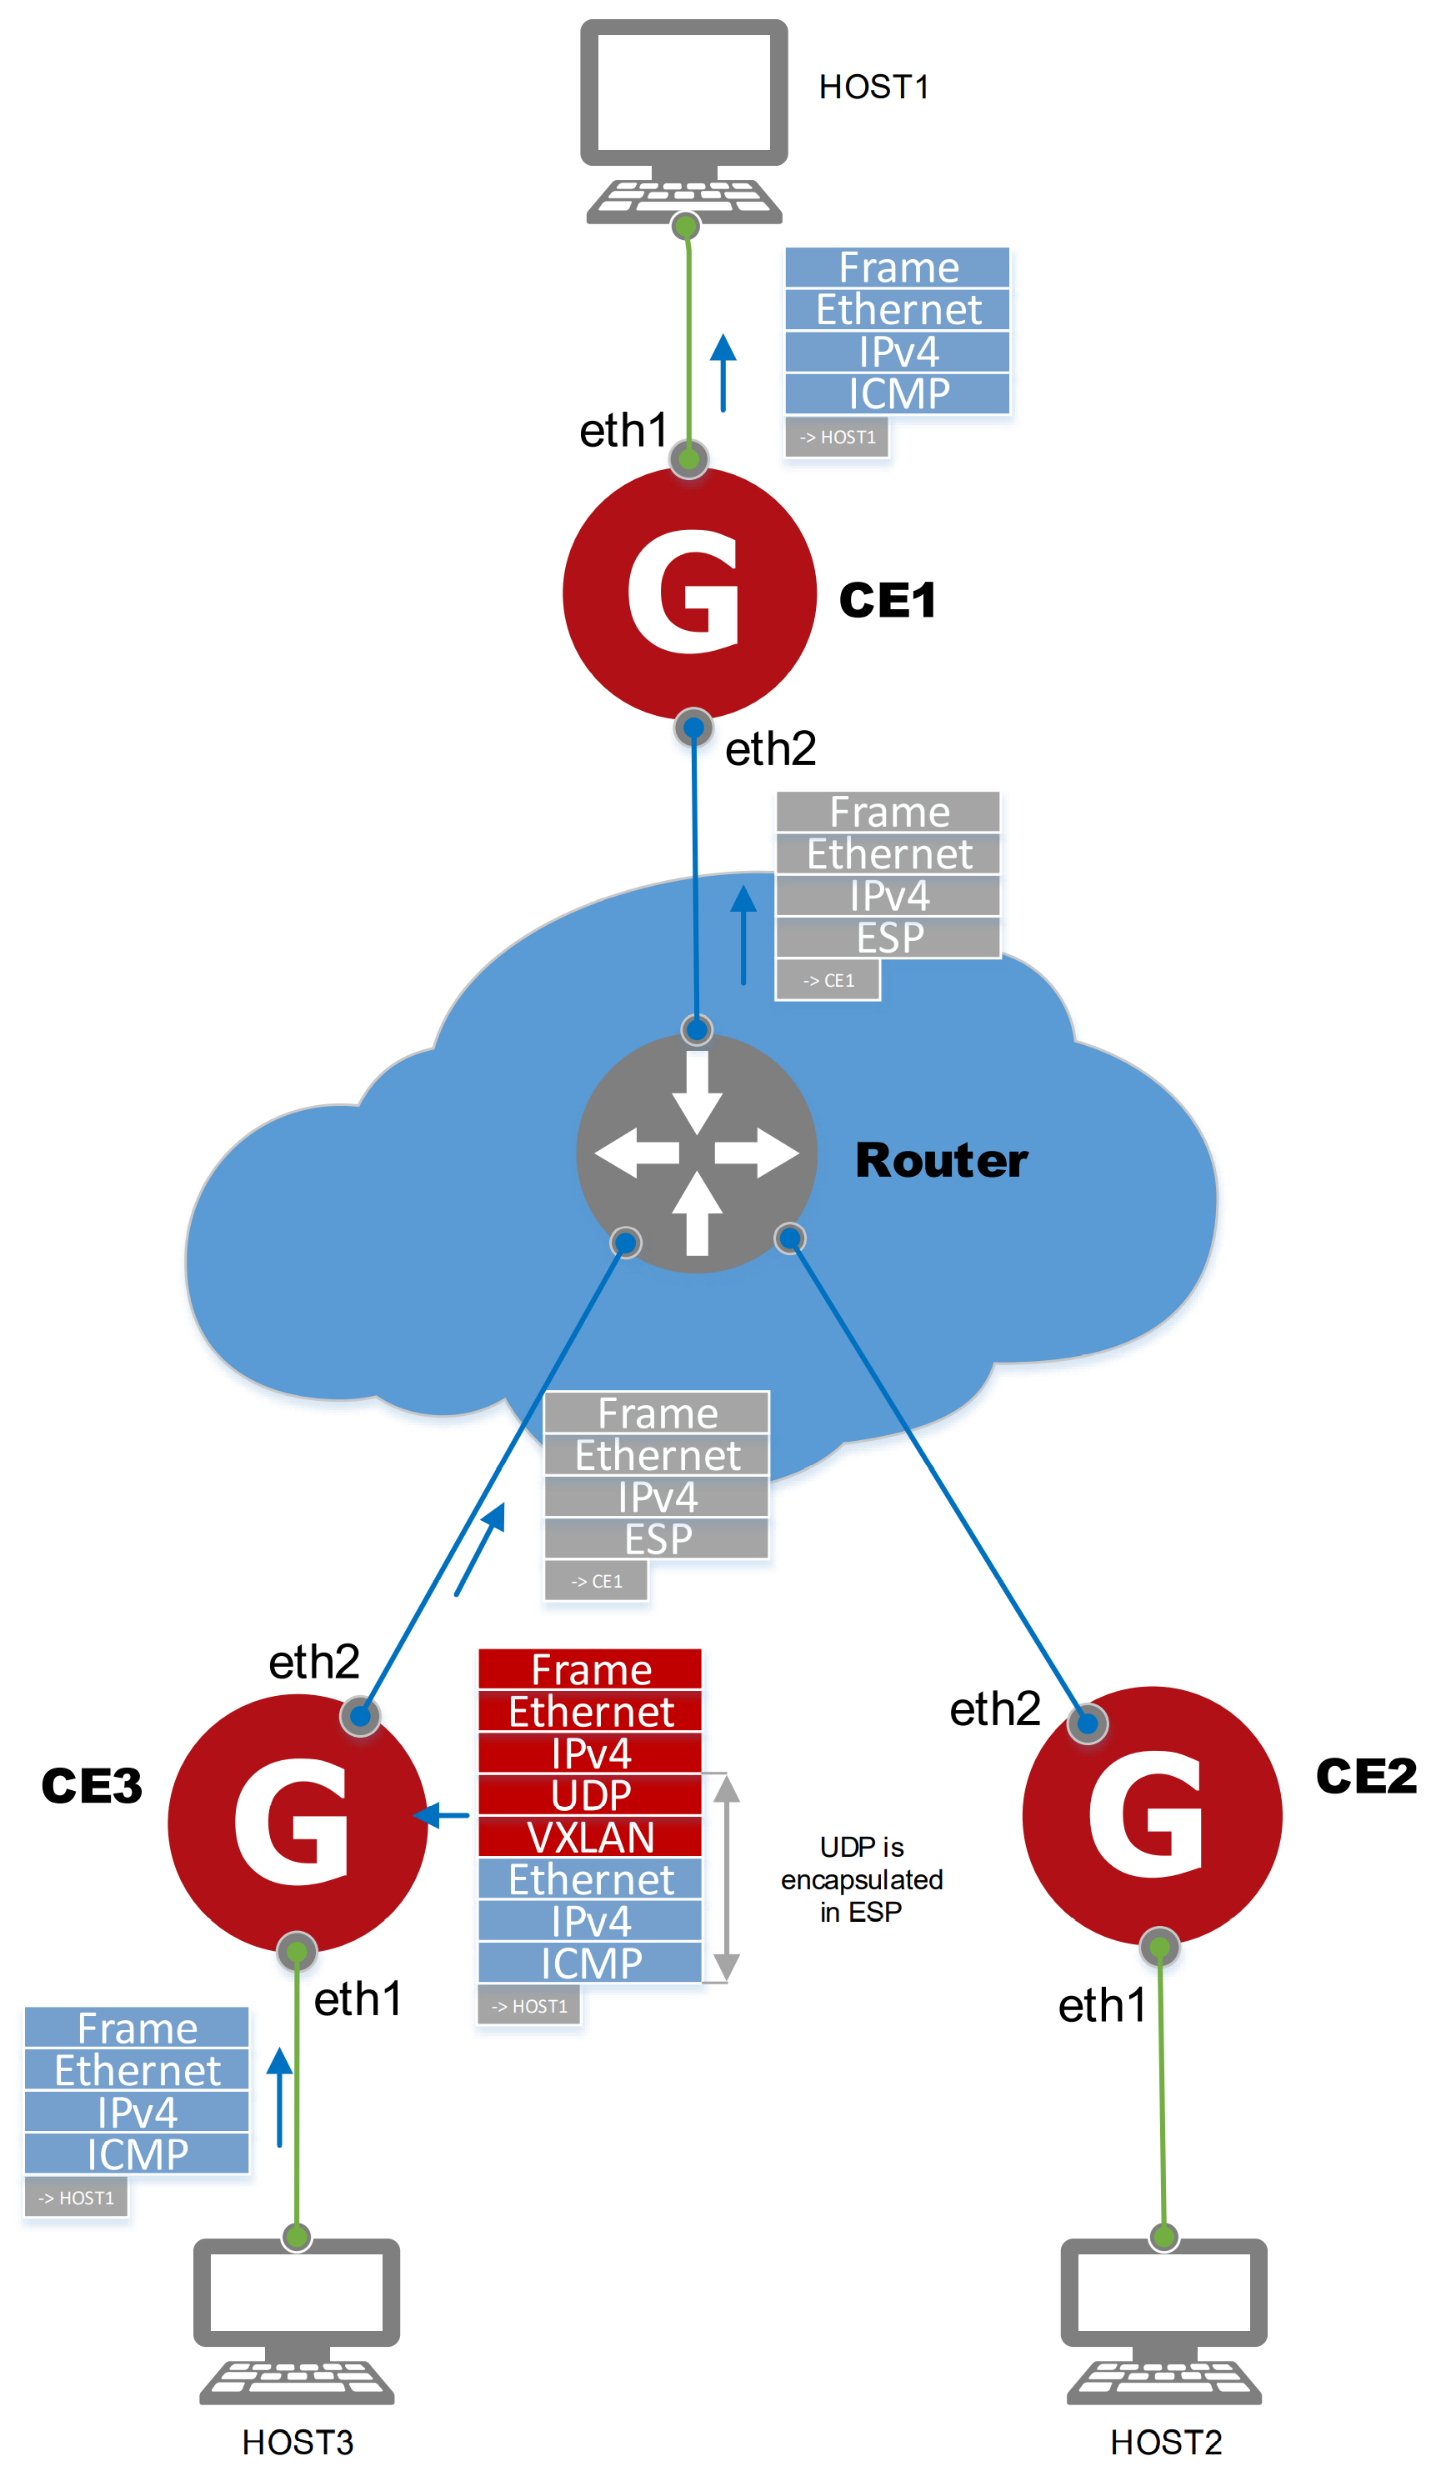 HOST1
Frame
Ethernet
IPv4
ICMP
-> HOST1
eth1
G
CE1
eth2
Frame
Ethernet
IPv4
ESP
-> CE1
Router
Frame
Ethernet
IPv4
ESP
-> CE1
eth2
CE3
G
Frame
Ethernet
IPv4
UDP
VXLAN
Ethernet
IPv4
ICMP
-> HOST1
UDP is
encapsulated
in ESP
eth2
G
CE2
eth1
eth1
Frame
Ethernet
IPv4
ICMP
-> HOST1
HOST3
HOST2